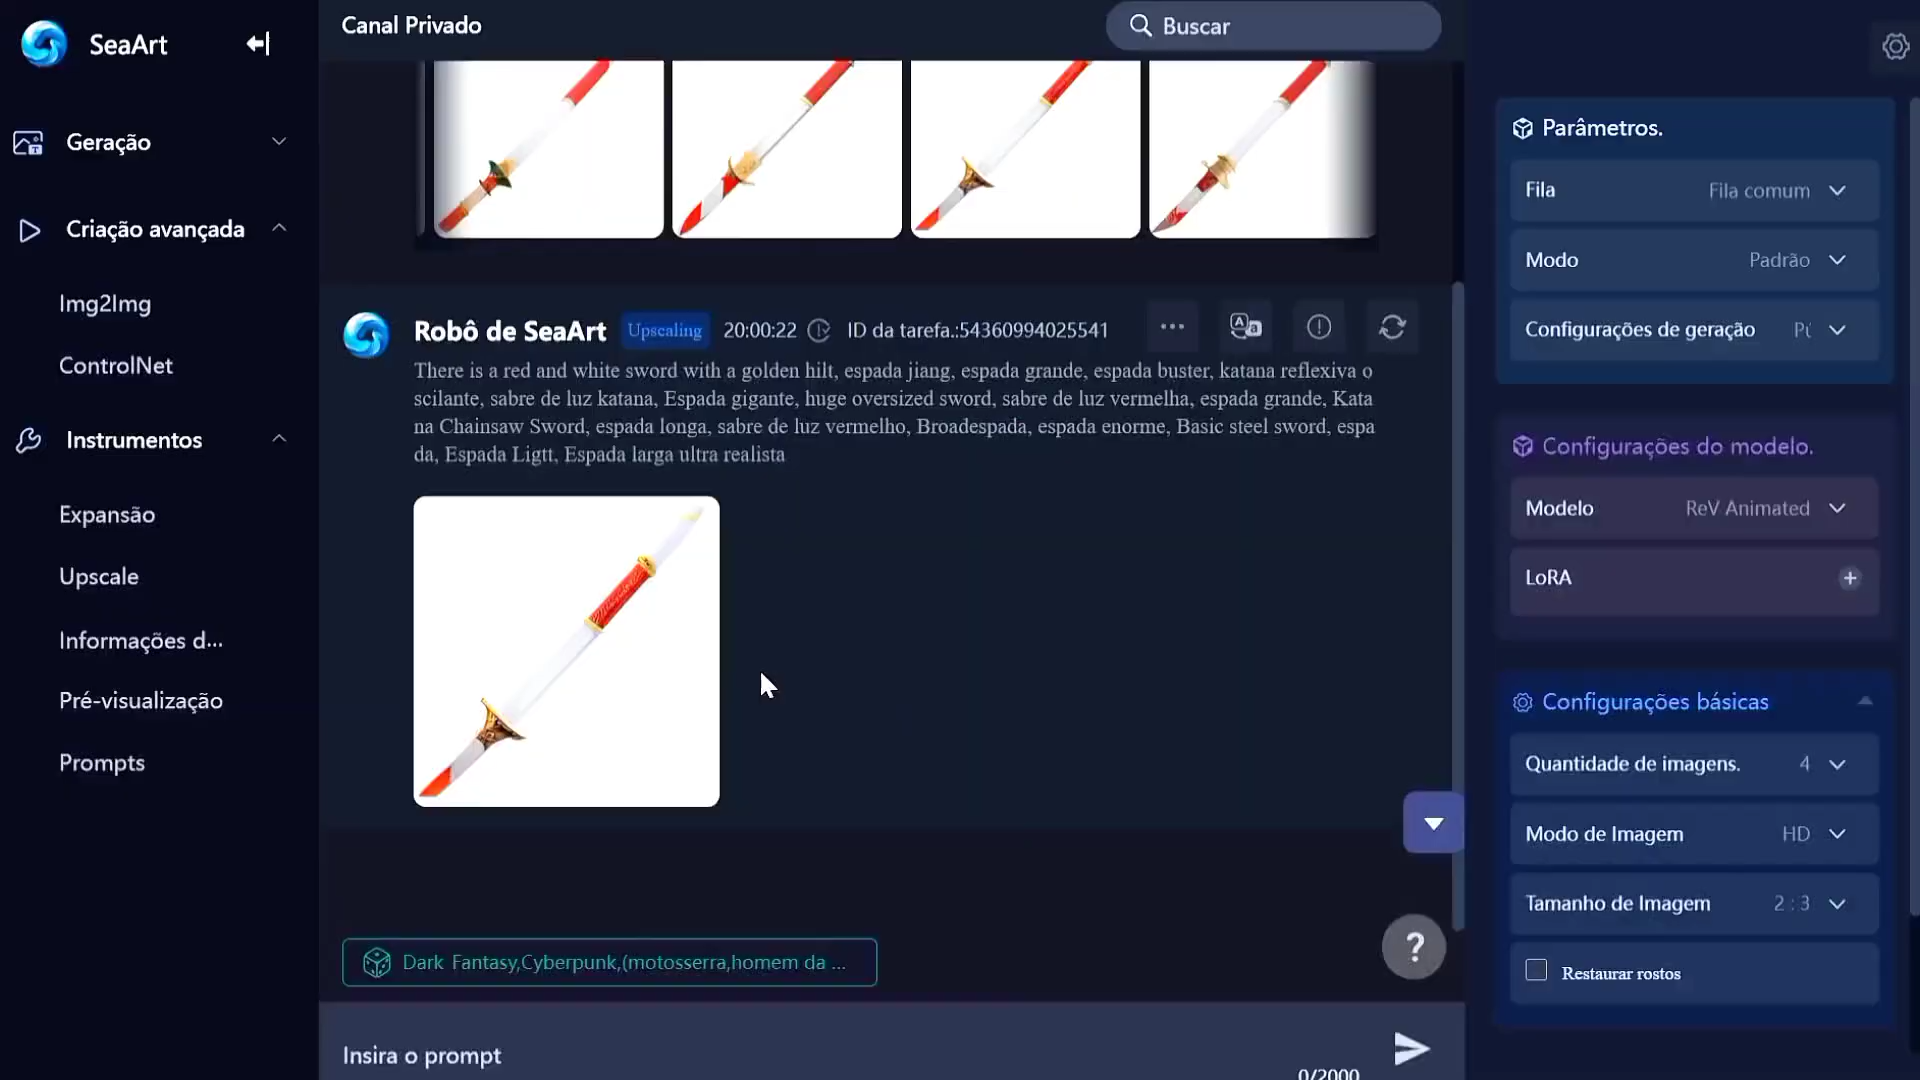 SeaArt
Geração
Criação avançada
Img2Img
ControlNet
Instrumentos
Expansão
Upscale
Informações d...
Pré-visualização
Prompts
Canal Privado
Buscar
Robô de SeaArt Upscaling 20:00:22 ID da tarefa.:54360994025541
There is a red and white sword with a golden hilt, espada jiang, espada grande, espada buster, katana reflexiva o
scilante, sabre de luz katana, Espada gigante, huge oversized sword, sabre de luz vermelha, espada grande, Kata
na Chainsaw Sword, espada longa, sabre de luz vermelho, Broadespada, espada enorme, Basic steel sword, espa
da, Espada Ligtt, Espada larga ultra realista
Dark Fantasy,Cyberpunk,(motosserra,homem da ...
?
Insira o prompt
0/2000
Parâmetros.
Fila Fila comum
Modo Padrão
Configurações de geração
Configurações do modelo.
Modelo ReV Animated
LoRA +
Configurações básicas
Quantidade de imagens. 4
Modo de Imagem HD
Tamanho de Imagem 2 : 3
Restaurar rostos